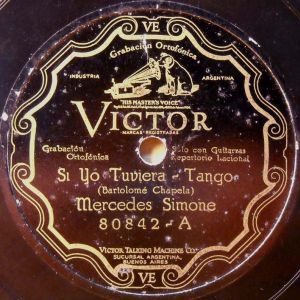 VE
Grabación Ortofónica
INDUSTRIA
ARGENTINA
"HIS MASTER'S VOICE"
VICTOR
MARCAS REGISTRADAS
Grabación
Ortofónica
Solo con Guitarras
Repertorio Lacional
Si Yo Tuviera - Tango
(Bartolomé Chapela)
Mercedes Simone
80842-A
VICTOR TALKING MACHINE CO.
SUCURSAL ARGENTINA,
BUENOS AIRES
VE